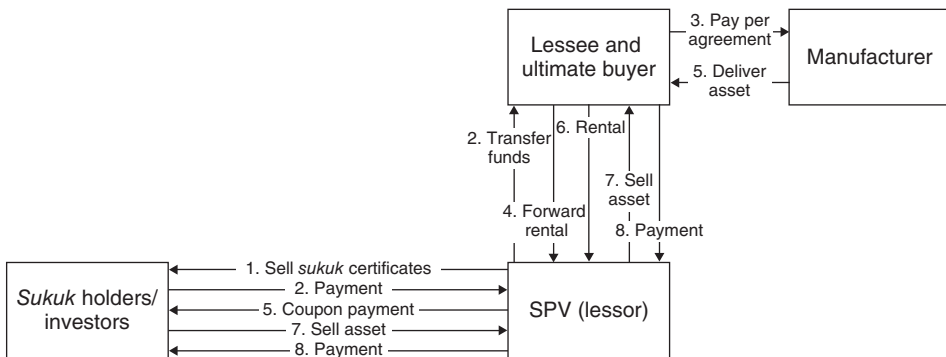 3. Pay per
agreement
Lessee and
ultimate buyer
Manufacturer
5. Deliver
asset
6. Rental
2. Transfer
funds
7. Sell
asset
4. Forward
rental
8. Payment
1. Sell sukuk certificates
2. Payment
Sukuk holders/
investors
5. Coupon payment
SPV (lessor)
7. Sell asset
8. Payment